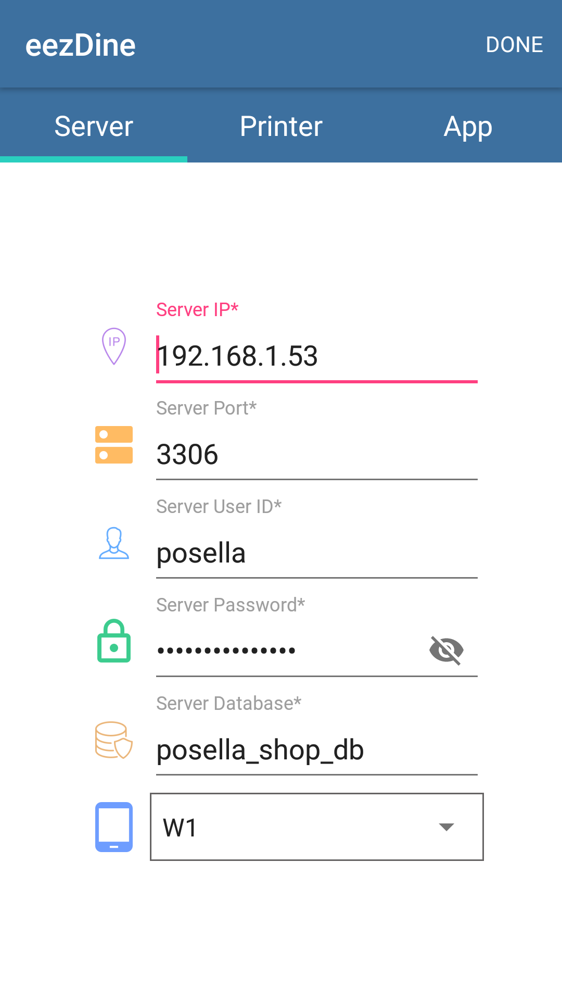 eezDine
DONE
Server
Printer
App
Server IP*
IP
192.168.1.53
Server Port*
3306
Server User ID*
posella
Server Password*
•••••••••••••••
Server Database*
posella_shop_db
W1